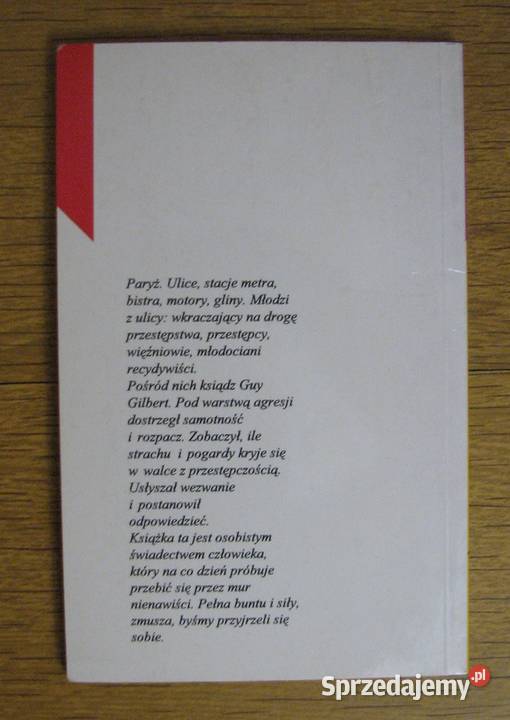 Paryż. Ulice, stacje metra,
bistra, motory, gliny. Młodzi
z ulicy: wkraczający na drogę
przestępstwa, przestępcy,
więźniowie, młodociani
recydywiści.
Pośród nich ksiądz Guy
Gilbert. Pod warstwą agresji
dostrzegł samotność
i rozpacz. Zobaczył, ile
strachu i pogardy kryje się
w walce z przestępczością.
Usłyszał wezwanie
i postanowił
odpowiedzieć.
Książka ta jest osobistym
świadectwem człowieka,
który na co dzień próbuje
przebić się przez mur
nienawiści. Pełna buntu i siły,
zmusza, byśmy przyjrzeli się
sobie.
Sprzedajemy.pl